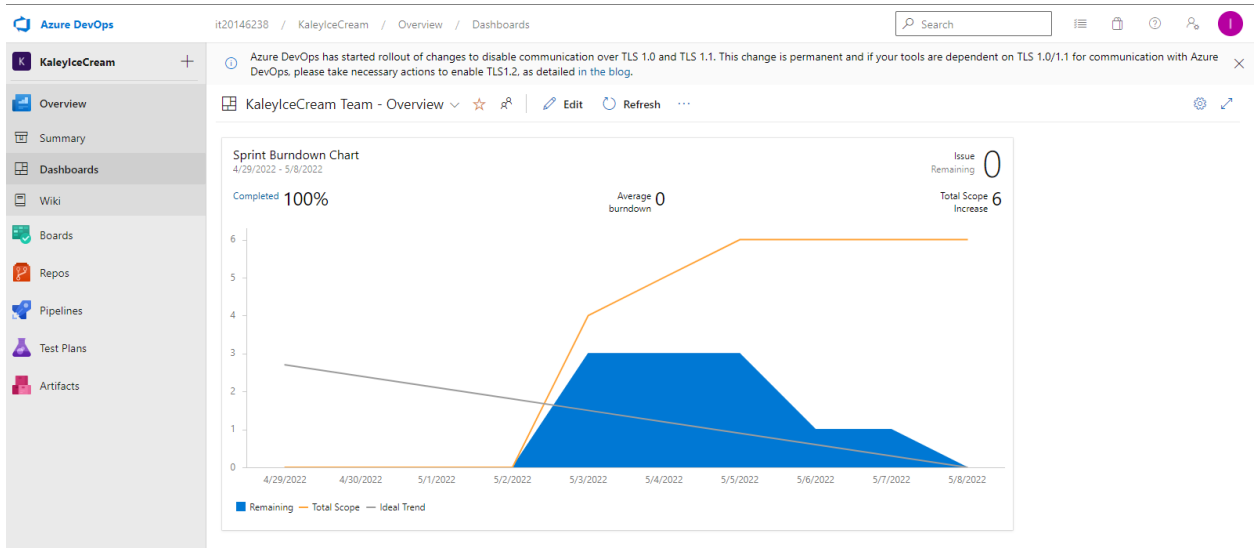 Azure DevOps
it20146238 / KaleyIceCream / Overview / Dashboards
Search
I
K KaleyIceCream
Azure DevOps has started rollout of changes to disable communication over TLS 1.0 and TLS 1.1. This change is permanent and if your tools are dependent on TLS 1.0/1.1 for communication with Azure
DevOps, please take necessary actions to enable TLS1.2, as detailed in the blog.
Overview
Summary
Dashboards
Wiki
Boards
Repos
Pipelines
Test Plans
Artifacts
KaleyIceCream Team - Overview
Edit
Refresh
Sprint Burndown Chart
4/29/2022 - 5/8/2022
Issue
Remaining 0
Completed 100%
Average
burndown 0
Total Scope
Increase 6
6
5
4
3
2
1
0
4/29/2022 4/30/2022 5/1/2022 5/2/2022 5/3/2022 5/4/2022 5/5/2022 5/6/2022 5/7/2022 5/8/2022
Remaining Total Scope Ideal Trend